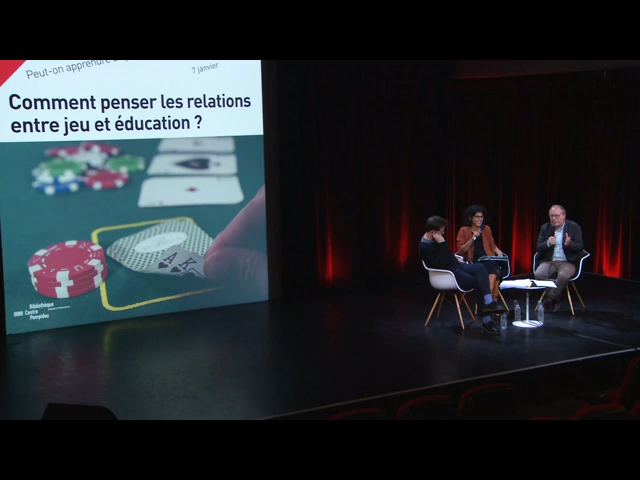 Peut-on apprendre
7 janvier
Comment penser les relations
entre jeu et éducation ?
A K
Bibliothèque
Centre
Pompidou